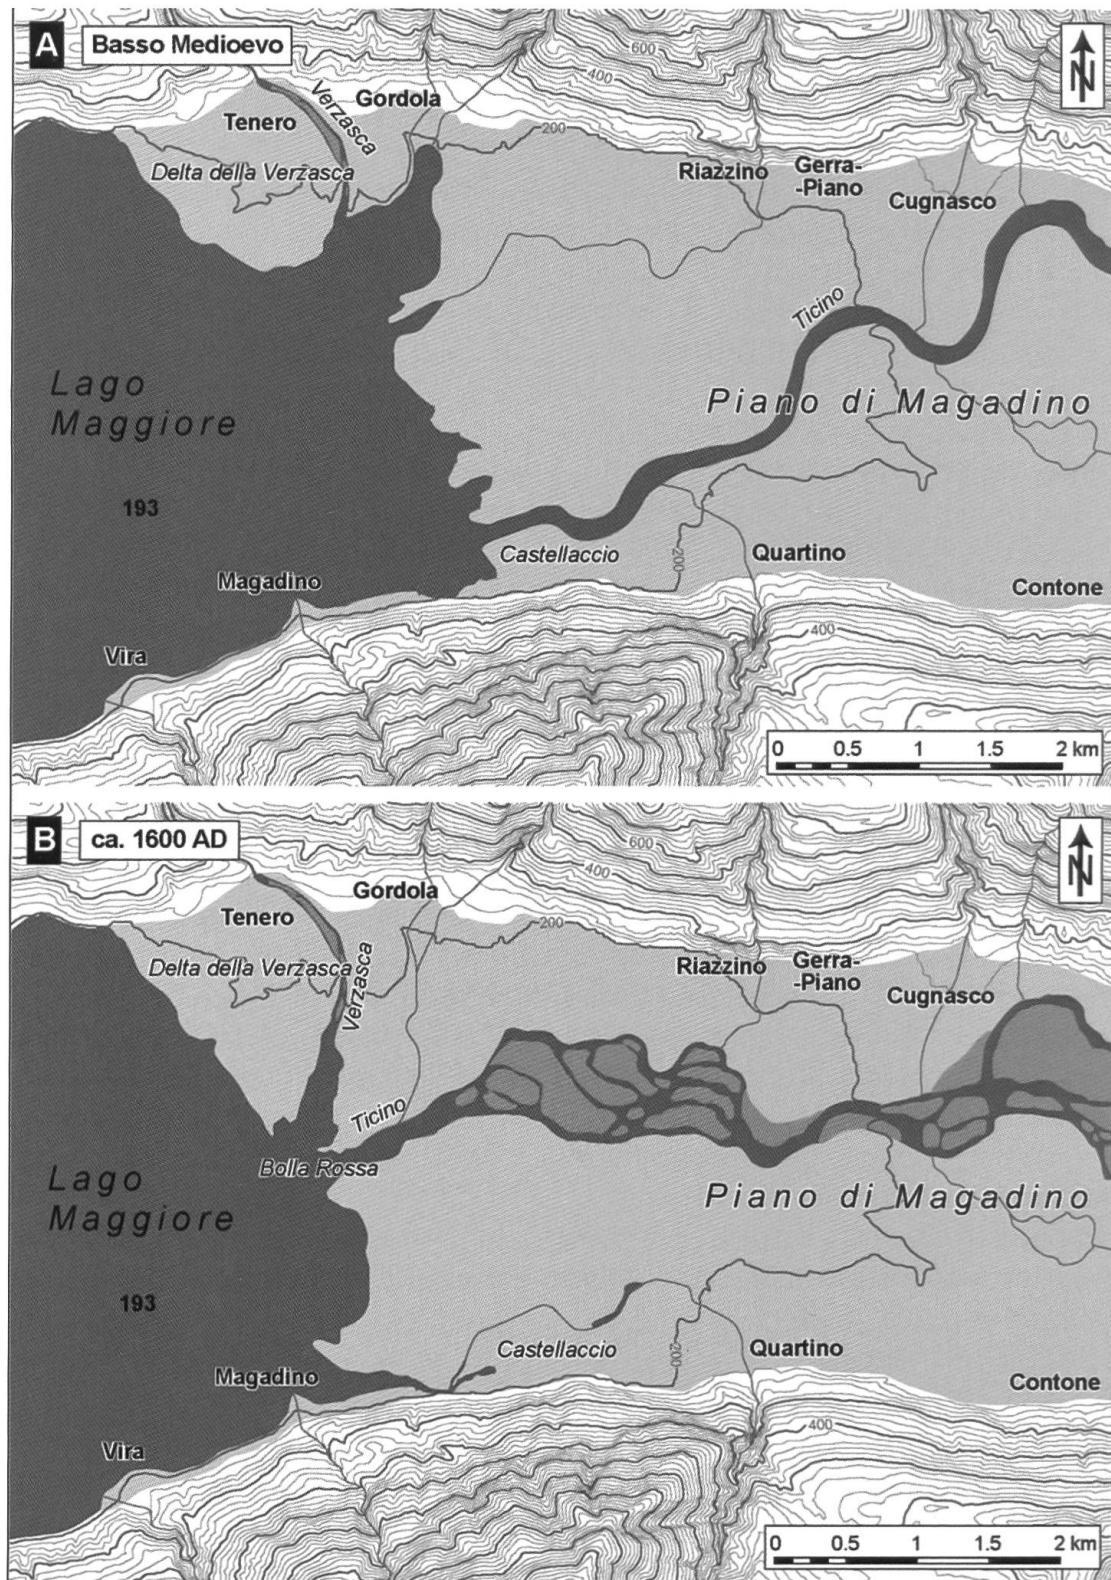 A
Basso Medioevo
N
600
400
Verzasca
Gordola
Tenero
200
Delta della Verzasca
Riazzino
Gerra-
-Piano
Cugnasco
Ticino
Lago
Maggiore
Piano di Magadino
193
Castellaccio
200
Quartino
Magadino
Contone
400
Vira
0 0.5 1 1.5 2 km
B
ca. 1600 AD
N
600
400
Gordola
Tenero
200
Delta della Verzasca
Verzasca
Riazzino
Gerra-
-Piano
Cugnasco
Ticino
Bolla Rossa
Lago
Maggiore
Piano di Magadino
193
Castellaccio
200
Quartino
Magadino
Contone
400
Vira
0 0.5 1 1.5 2 km